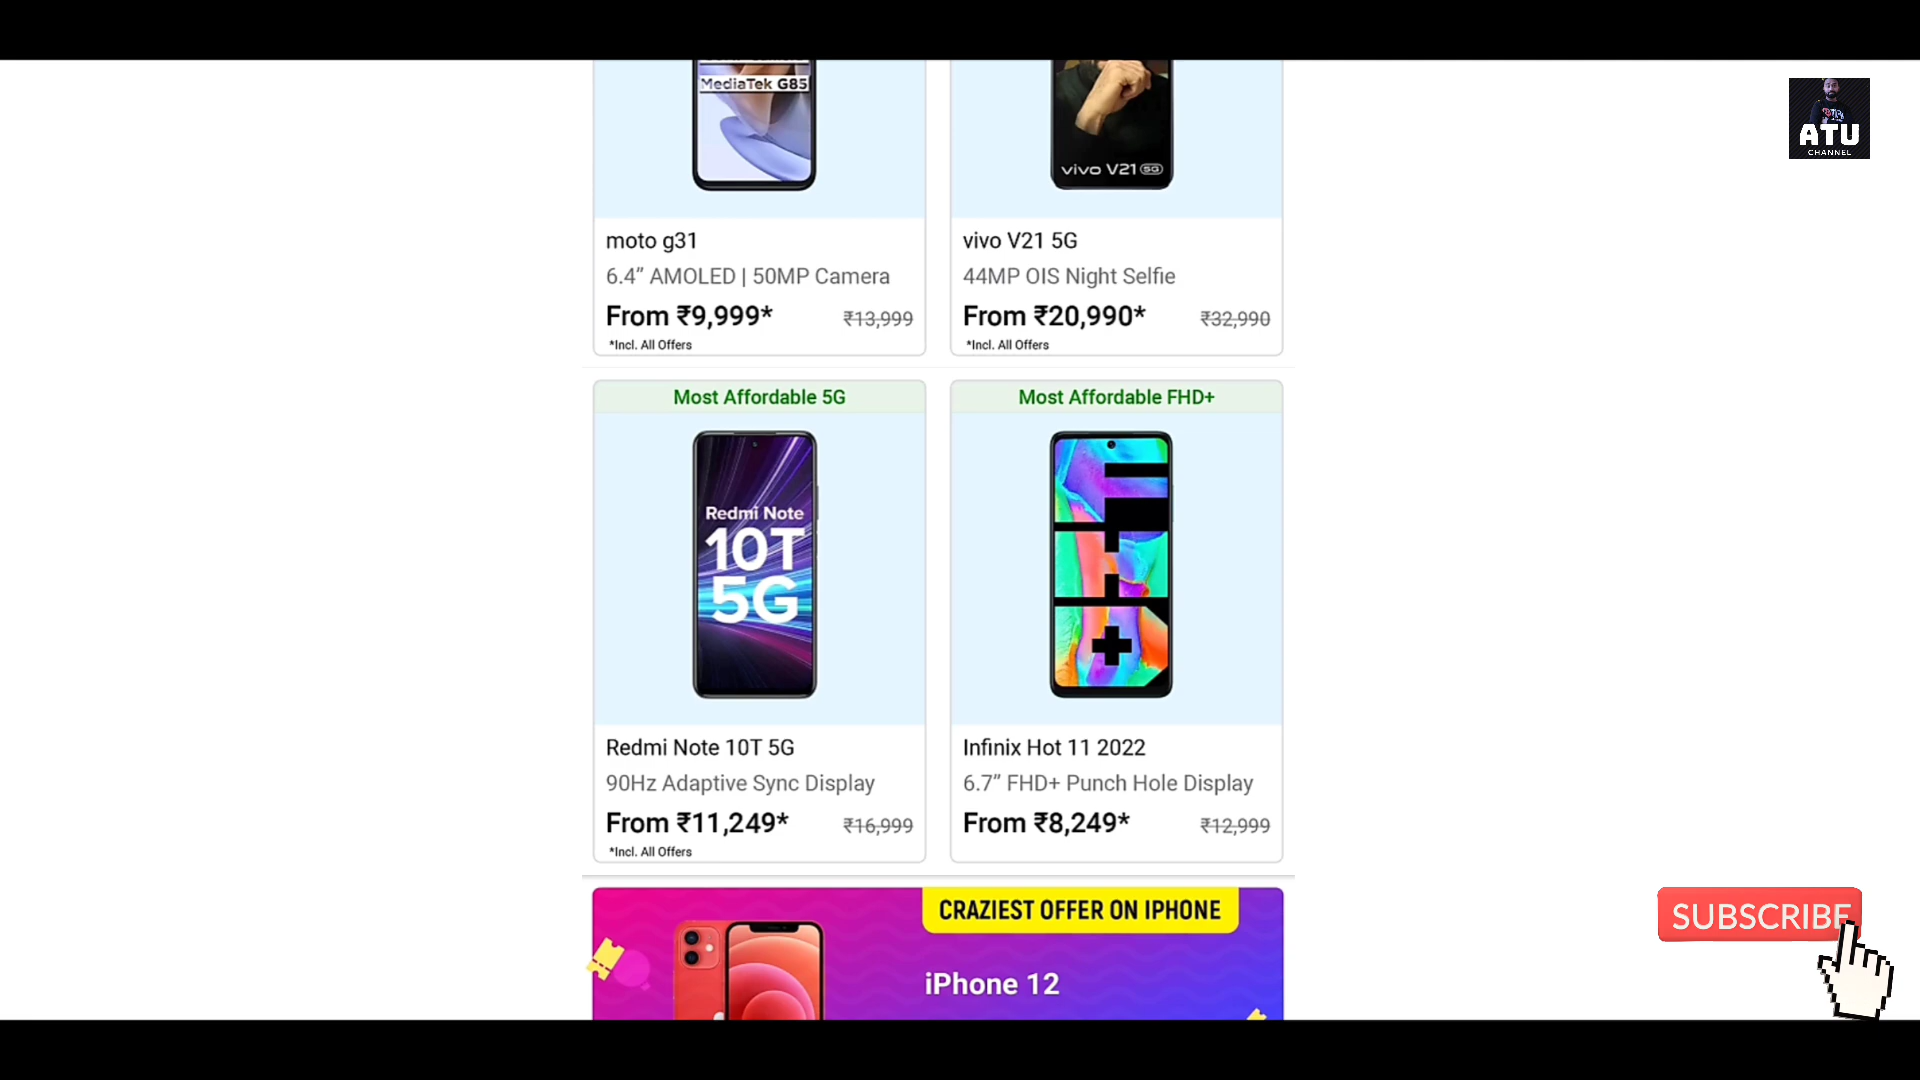 MediaTek G85
vivo V21 5G
ATU
CHANNEL
moto g31
6.4” AMOLED | 50MP Camera
From ₹9,999* ₹13,999
*Incl. All Offers
vivo V21 5G
44MP OIS Night Selfie
From ₹20,990* ₹32,990
*Incl. All Offers
Most Affordable 5G
Redmi Note
10T
5G
Redmi Note 10T 5G
90Hz Adaptive Sync Display
From ₹11,249* ₹16,999
*Incl. All Offers
Most Affordable FHD+
Infinix Hot 11 2022
6.7” FHD+ Punch Hole Display
From ₹8,249* ₹12,999
CRAZIEST OFFER ON IPHONE
iPhone 12
SUBSCRIBE